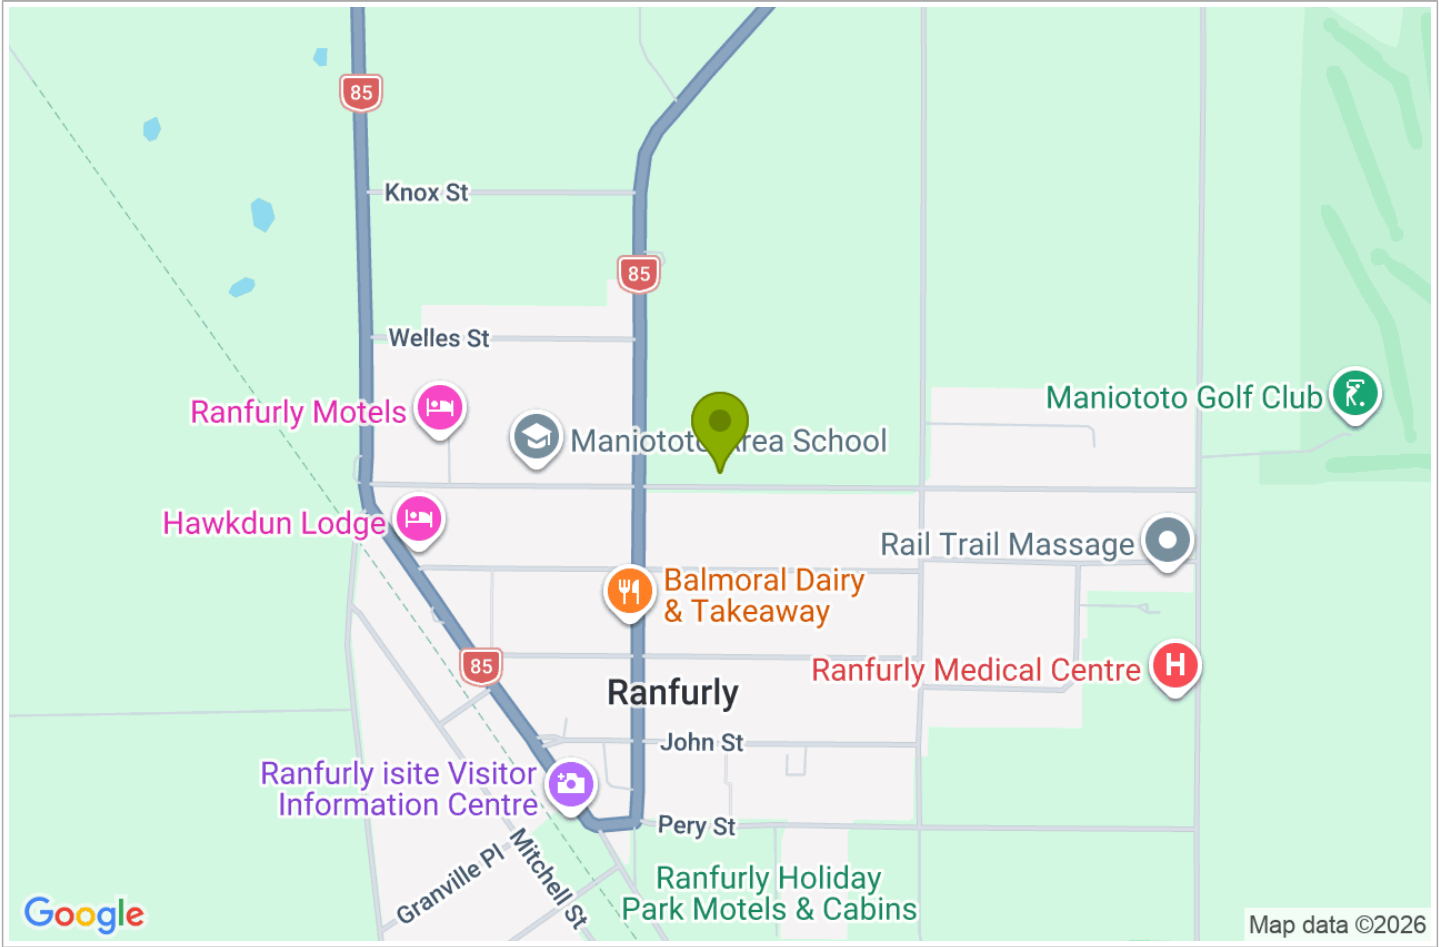 85
Knox St
85
Welles St
Ranfurly Motels
Maniototo Golf Club
Maniototo Area School
Hawkdun Lodge
Rail Trail Massage
Balmoral Dairy
& Takeaway
85
Ranfurly Medical Centre
H
Ranfurly
John St
Ranfurly isite Visitor
Information Centre
Pery St
Mitchell St
Granville Pl
Ranfurly Holiday
Park Motels & Cabins
Google
Map data ©2026